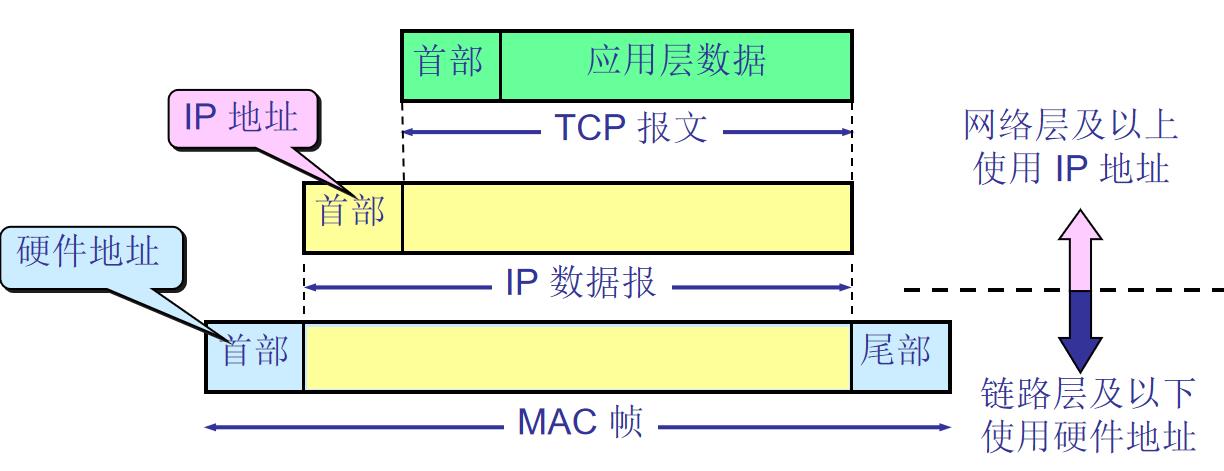 首部
应用层数据
TCP 报文
IP 地址
网络层及以上
使用 IP 地址
首部
IP 数据报
硬件地址
首部
尾部
MAC 帧
链路层及以下
使用硬件地址